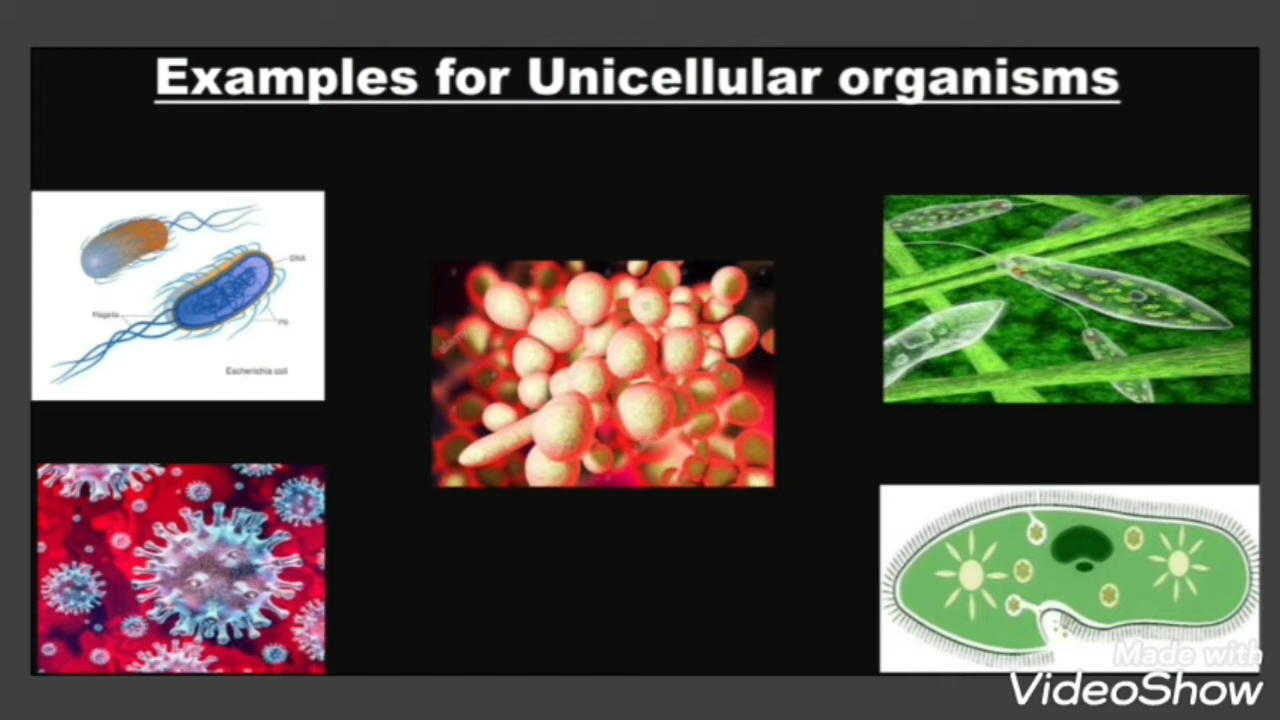 Examples for Unicellular organisms
DNA
Flagella
Pili
Escherichia coli
Made with
VideoShow